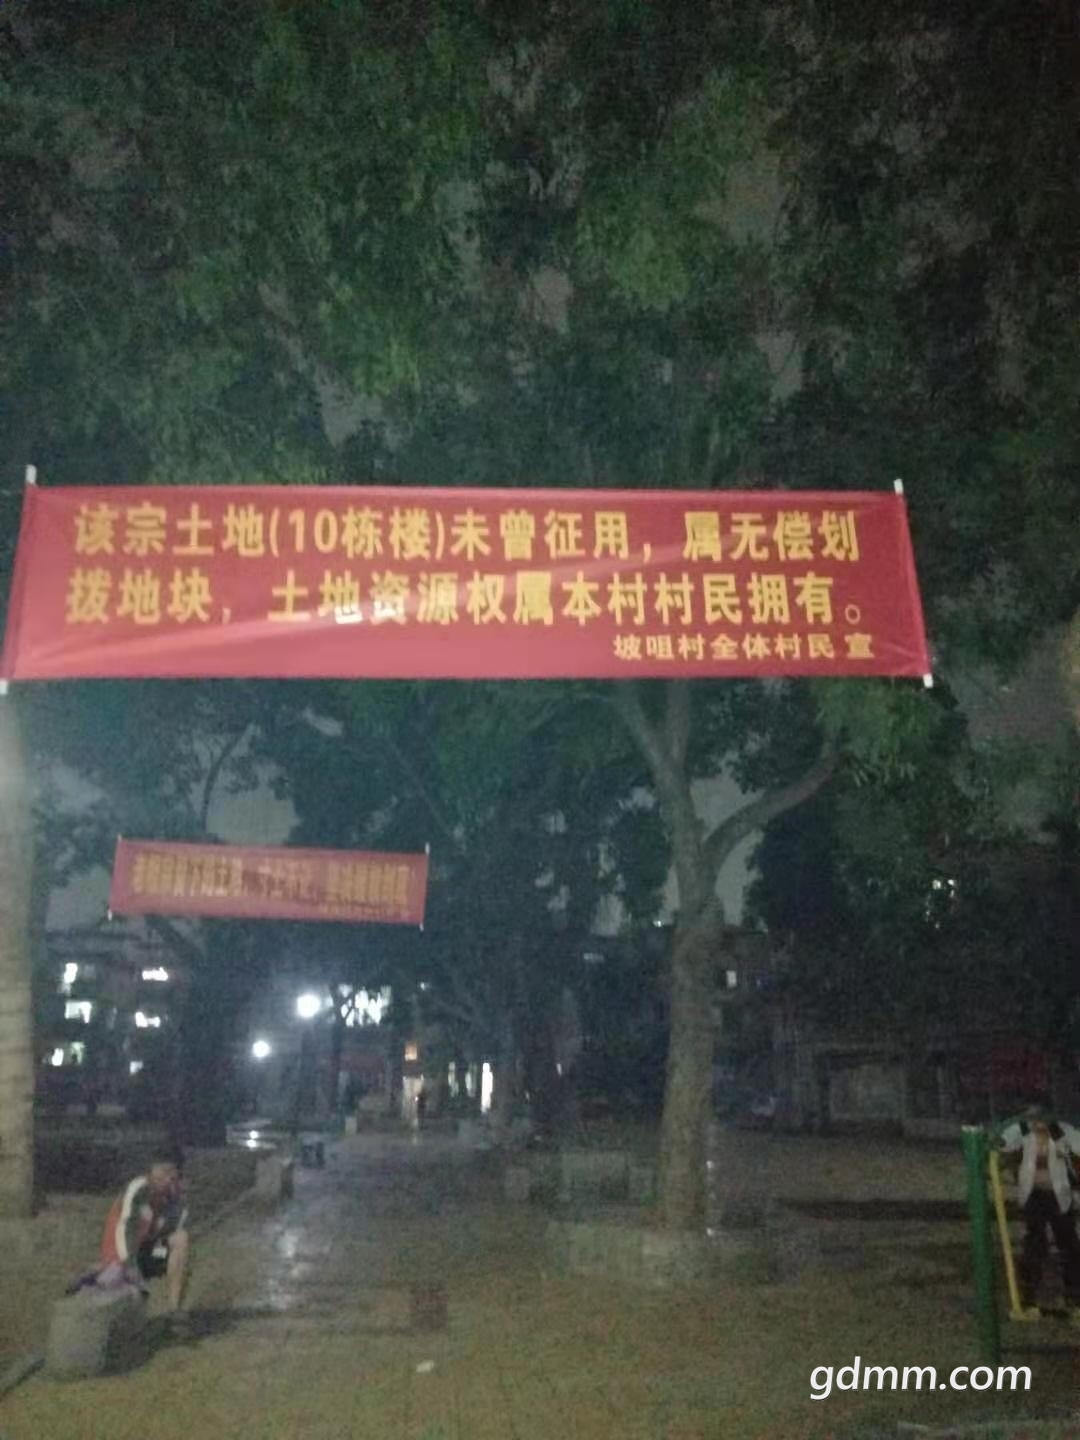 该宗土地(10栋楼)未曾征用，属无偿划
拨地块，土地资源权属本村村民拥有。
坡咀村全体村民 宣
gdmm.com